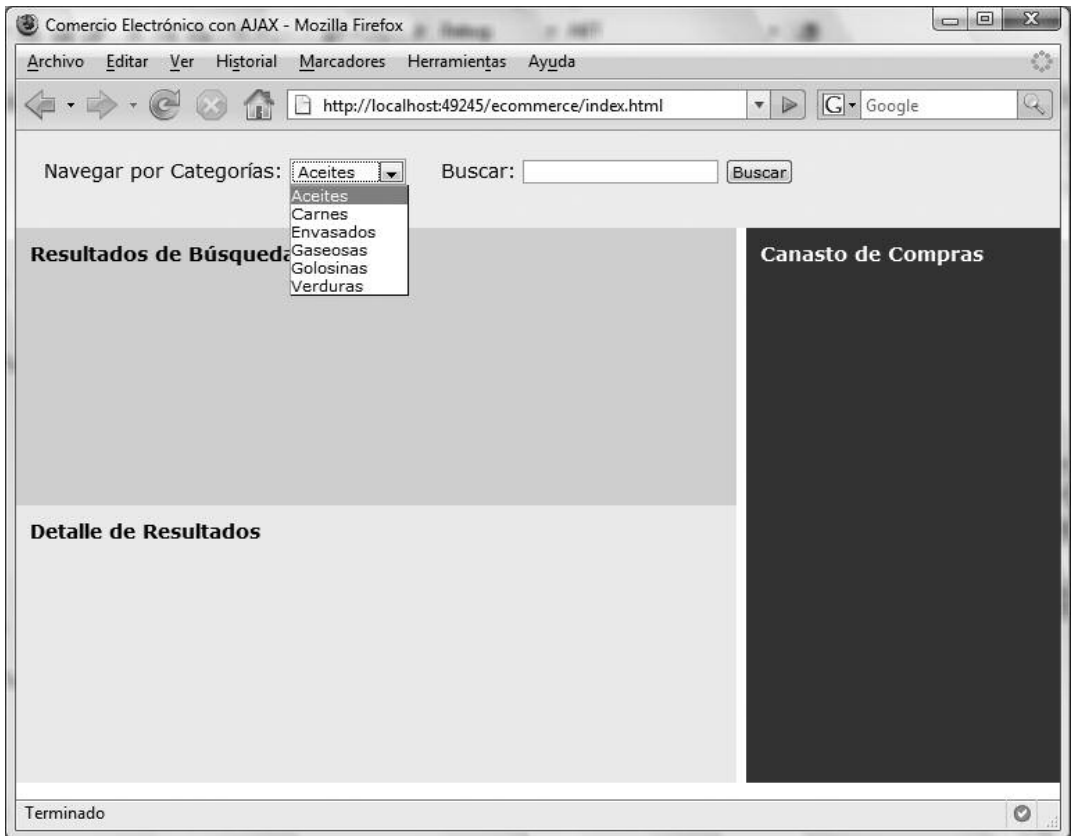 Comercio Electrónico con AJAX - Mozilla Firefox
Archivo Editar Ver Historial Marcadores Herramientas Ayuda
http://localhost:49245/ecommerce/index.html
G Google
Navegar por Categorías: Aceites Buscar: Buscar
Aceites
Carnes
Envasados
Gaseosas
Golosinas
Verduras
Resultados de Búsqueda
Canasto de Compras
Detalle de Resultados
Terminado